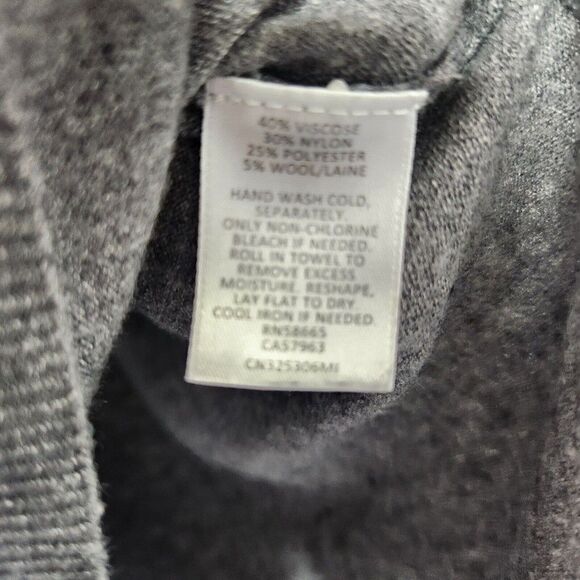 40% VISCOSE
30% NYLON
25% POLYESTER
5% WOOL/LAINE
HAND WASH COLD,
SEPARATELY.
ONLY NON-CHLORINE
BLEACH IF NEEDED.
ROLL IN TOWEL TO
REMOVE EXCESS
MOISTURE. RESHAPE,
LAY FLAT TO DRY.
COOL IRON IF NEEDED.
RN58665
CA57963
CN325306MI